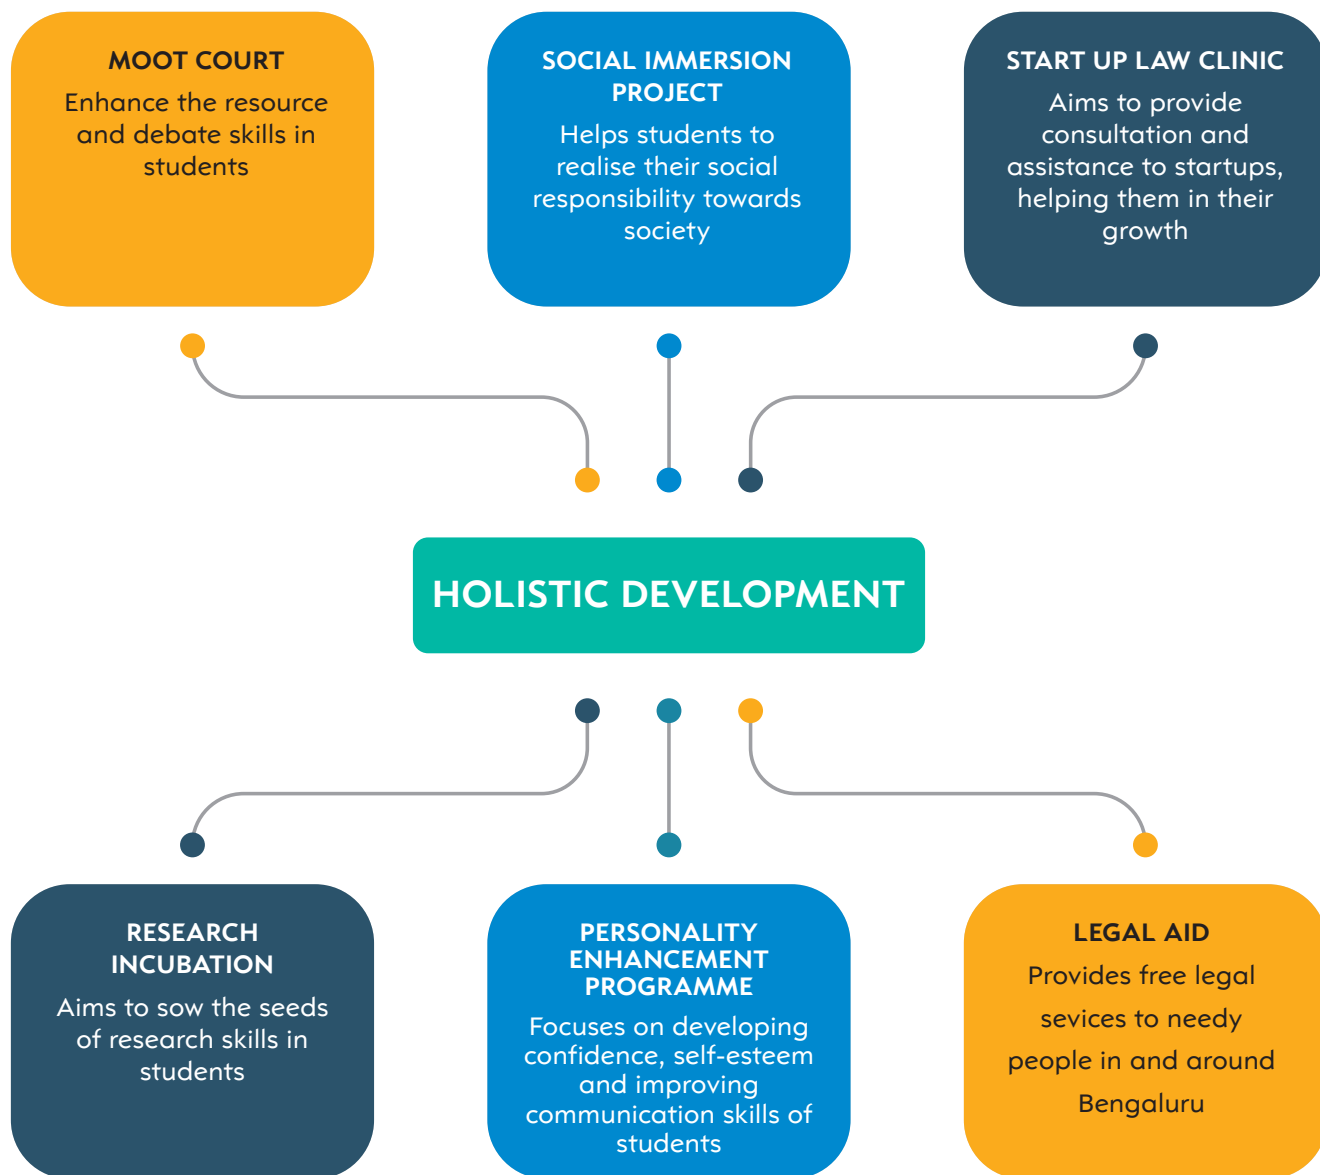 MOOT COURT
Enhance the resource
and debate skills in
students
SOCIAL IMMERSION
PROJECT
Helps students to
realise their social
responsibility towards
society
START UP LAW CLINIC
Aims to provide
consultation and
assistance to startups,
helping them in their
growth
HOLISTIC DEVELOPMENT
RESEARCH
INCUBATION
Aims to sow the seeds
of research skills in
students
PERSONALITY
ENHANCEMENT
PROGRAMME
Focuses on developing
confidence, self-esteem
and improving
communication skills of
students
LEGAL AID
Provides free legal
sevices to needy
people in and around
Bengaluru